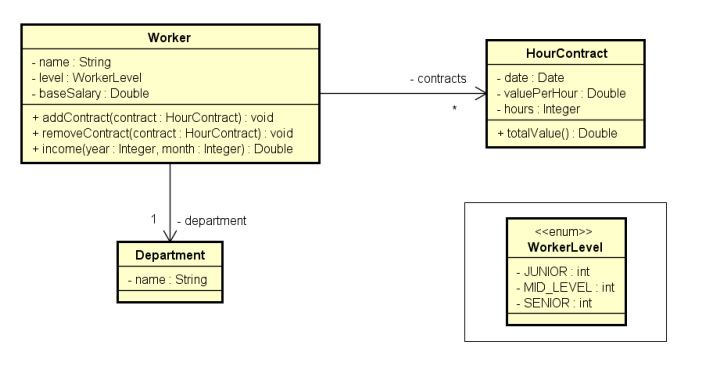 Worker
- name : String
- level : WorkerLevel
- baseSalary : Double
+ addContract(contract : HourContract) : void
+ removeContract(contract : HourContract) : void
+ income(year : Integer, month : Integer) : Double
- contracts
*
HourContract
- date : Date
- valuePerHour : Double
- hours : Integer
+ totalValue() : Double
1
- department
Department
- name : String
<<enum>>
WorkerLevel
- JUNIOR : int
- MID_LEVEL : int
- SENIOR : int